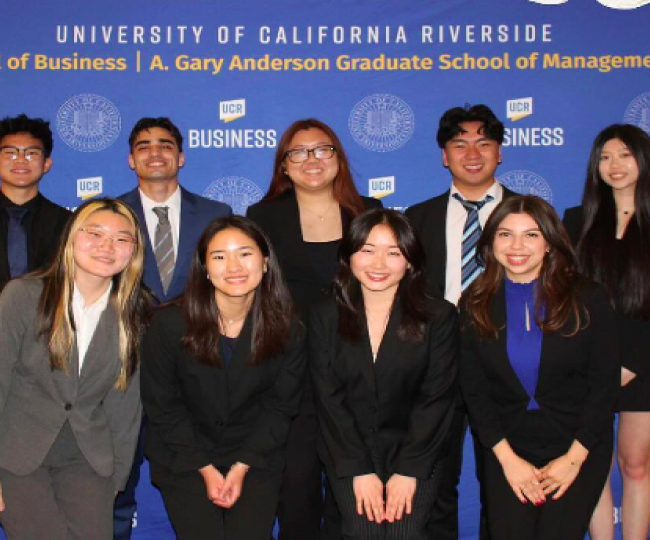 UNIVERSITY OF CALIFORNIA RIVERSIDE
l of Business | A. Gary Anderson Graduate School of Manageme
UCR
BUSINESS
UCR
BUSINESS
UCR
UCR